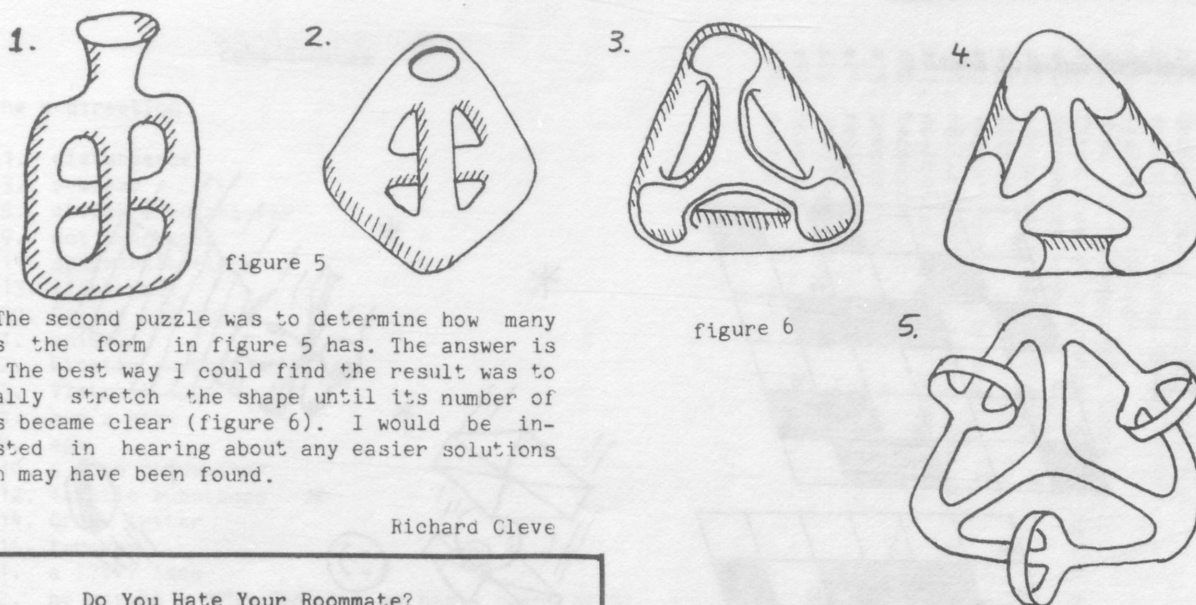 1.
2.
3.
4.
figure 5
The second puzzle was to determine how many
s the form in figure 5 has. The answer is
The best way I could find the result was to
ally stretch the shape until its number of
s became clear (figure 6). I would be in-
sted in hearing about any easier solutions
may have been found.
Richard Cleve
figure 6
5.
Do You Hate Your Roommate?